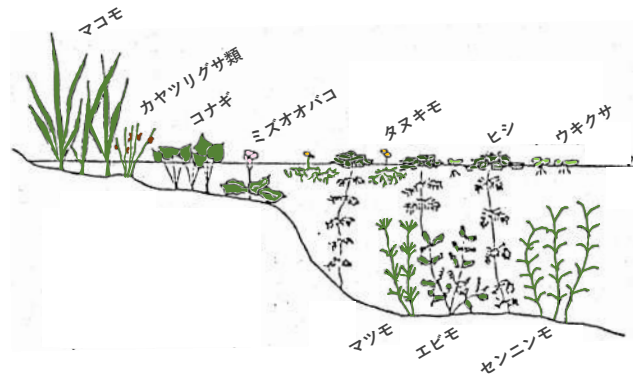 マコモ
カヤツリグサ類
コナギ
ミズオオバコ
タヌキモ
ヒシ
ウキクサ
マツモ
エビモ
センニンモ